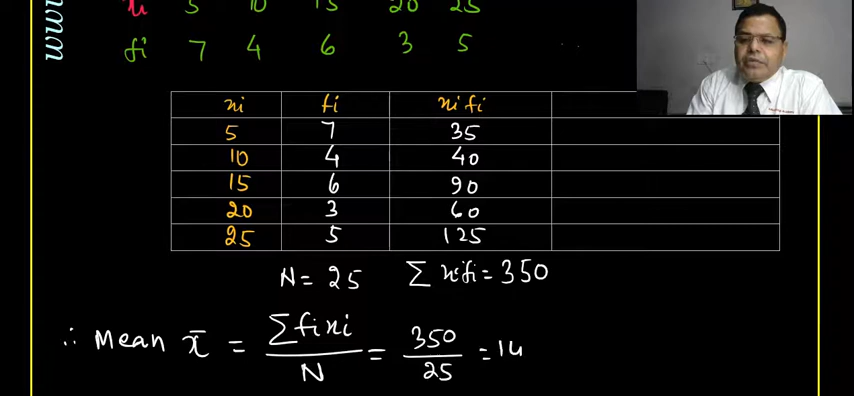 xi 5 10 15 20 25
fi 7 4 6 3 5
xi fi xifi
5 7 35
10 4 40
15 6 90
20 3 60
25 5 125
N = 25 ∑ xifi = 350
∴ Mean x̄ = ∑fixi / N = 350 / 25 = 14